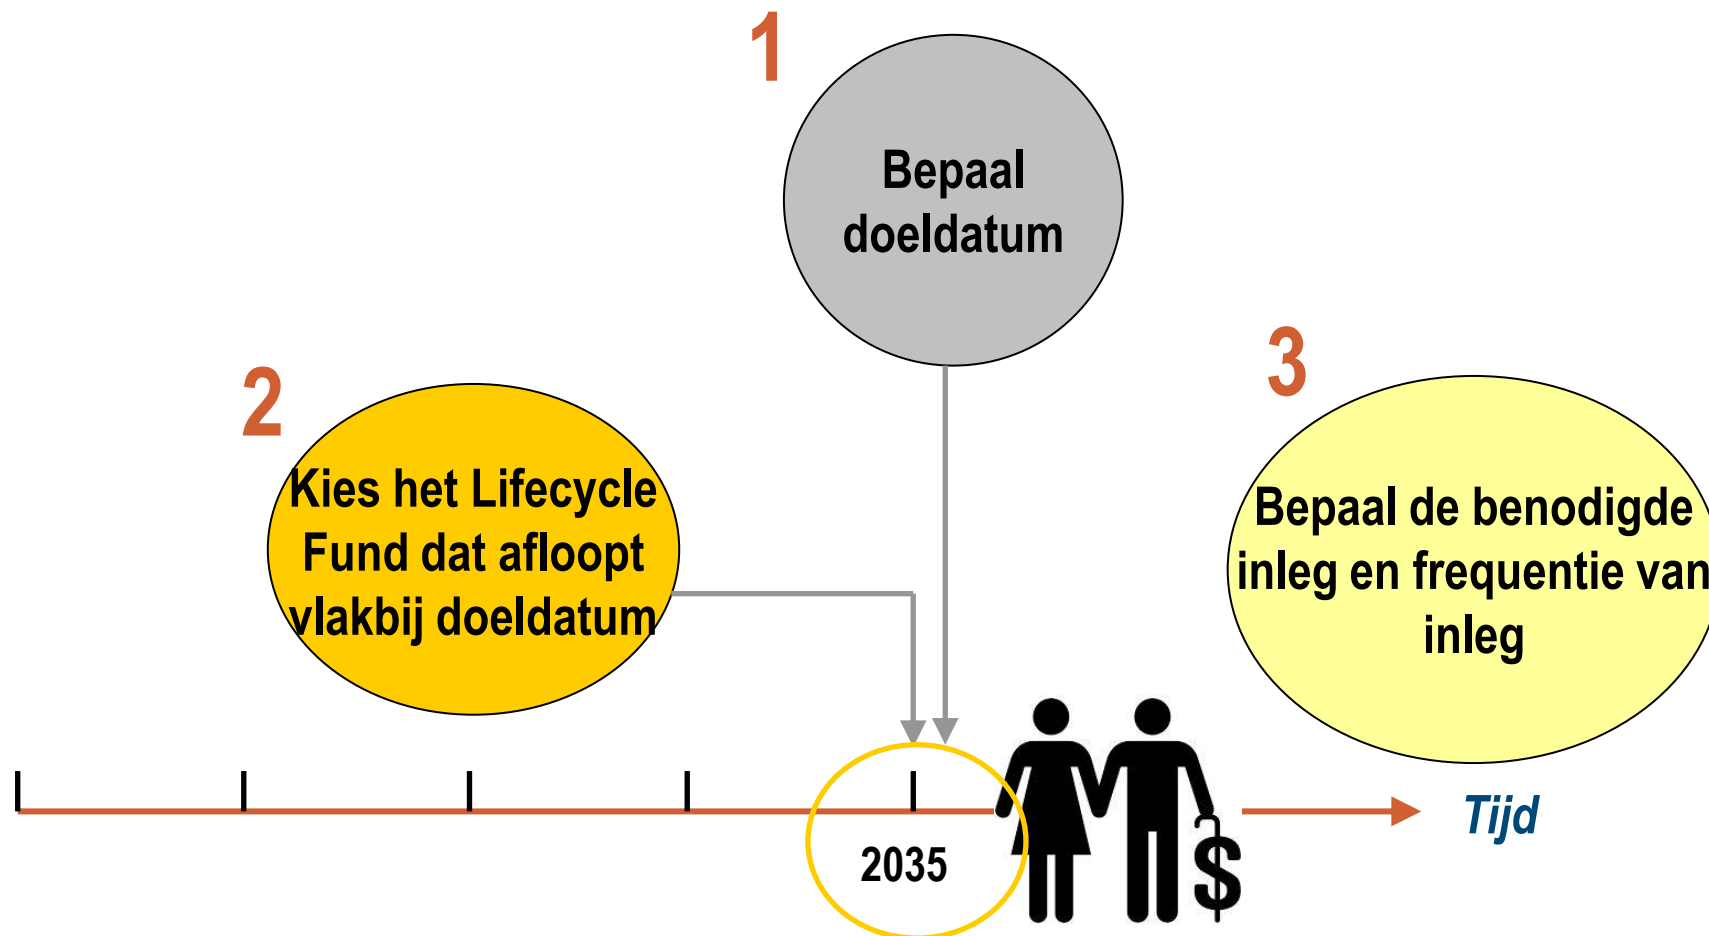 1
Bepaal
doeldatum
2
Kies het Lifecycle
Fund dat afloopt
vlakbij doeldatum
3
Bepaal de benodigde
inleg en frequentie van
inleg
2035
$
Tijd